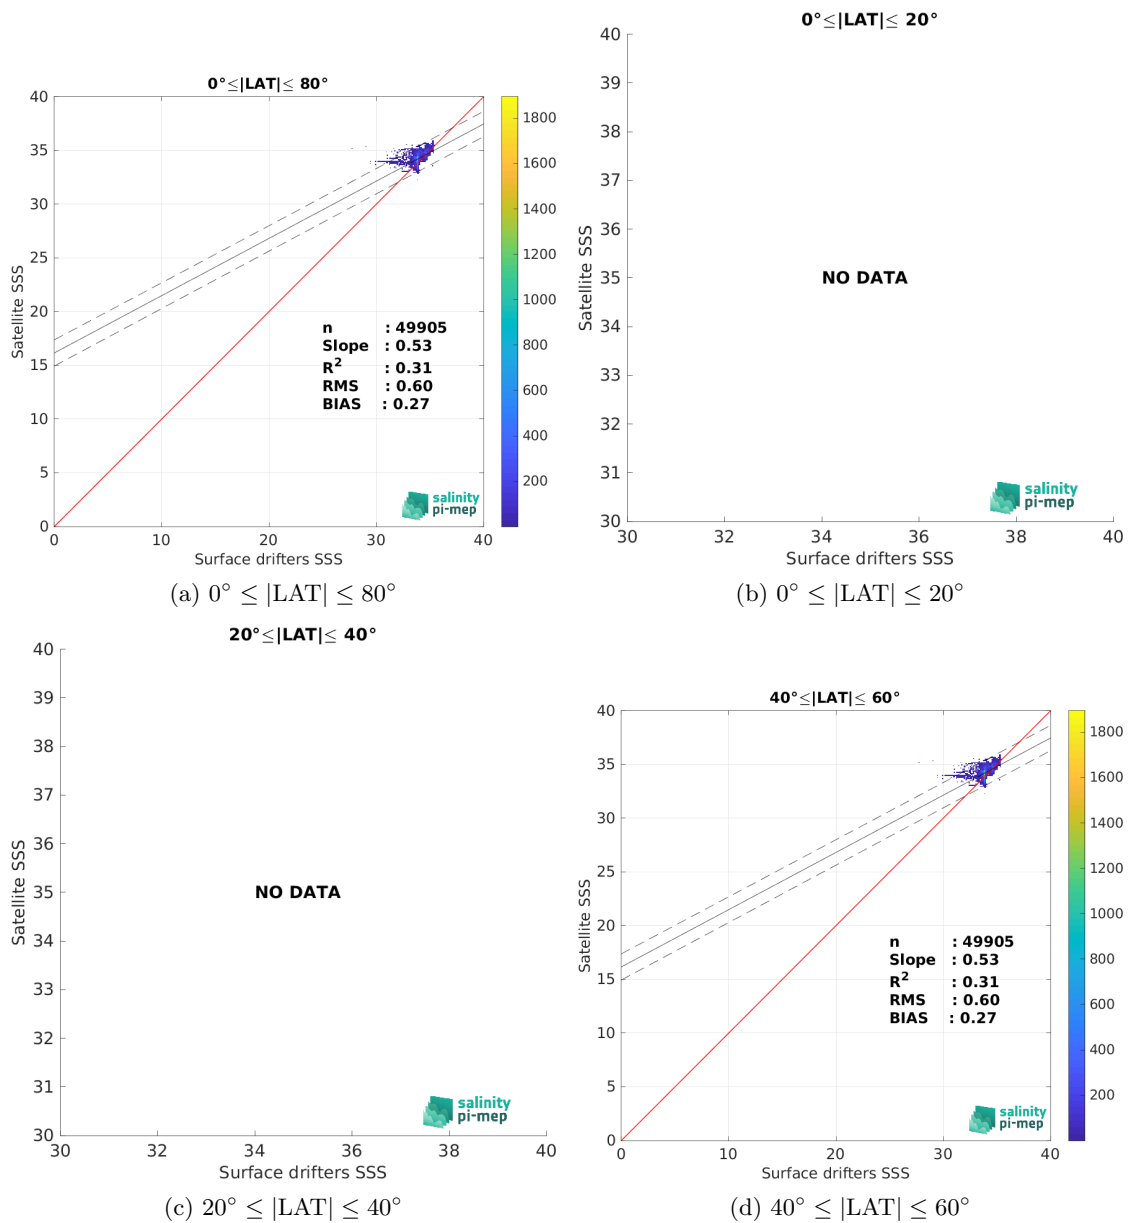 0°≤|LAT|≤ 80°
40
35
30
25
20
15
10
5
0
Satellite SSS
n : 49905
Slope : 0.53
R² : 0.31
RMS : 0.60
BIAS : 0.27
salinity
pi-mep
0 10 20 30 40
Surface drifters SSS
1800
1600
1400
1200
1000
800
600
400
200
(a) 0° ≤ |LAT| ≤ 80°
0°≤|LAT|≤ 20°
40
39
38
37
36
35
34
33
32
31
30
Satellite SSS
NO DATA
salinity
pi-mep
30 32 34 36 38 40
Surface drifters SSS
(b) 0° ≤ |LAT| ≤ 20°
20°≤|LAT|≤ 40°
40
39
38
37
36
35
34
33
32
31
30
Satellite SSS
NO DATA
salinity
pi-mep
30 32 34 36 38 40
Surface drifters SSS
(c) 20° ≤ |LAT| ≤ 40°
40°≤|LAT|≤ 60°
40
35
30
25
20
15
10
5
0
Satellite SSS
n : 49905
Slope : 0.53
R² : 0.31
RMS : 0.60
BIAS : 0.27
salinity
pi-mep
0 10 20 30 40
Surface drifters SSS
1800
1600
1400
1200
1000
800
600
400
200
(d) 40° ≤ |LAT| ≤ 60°